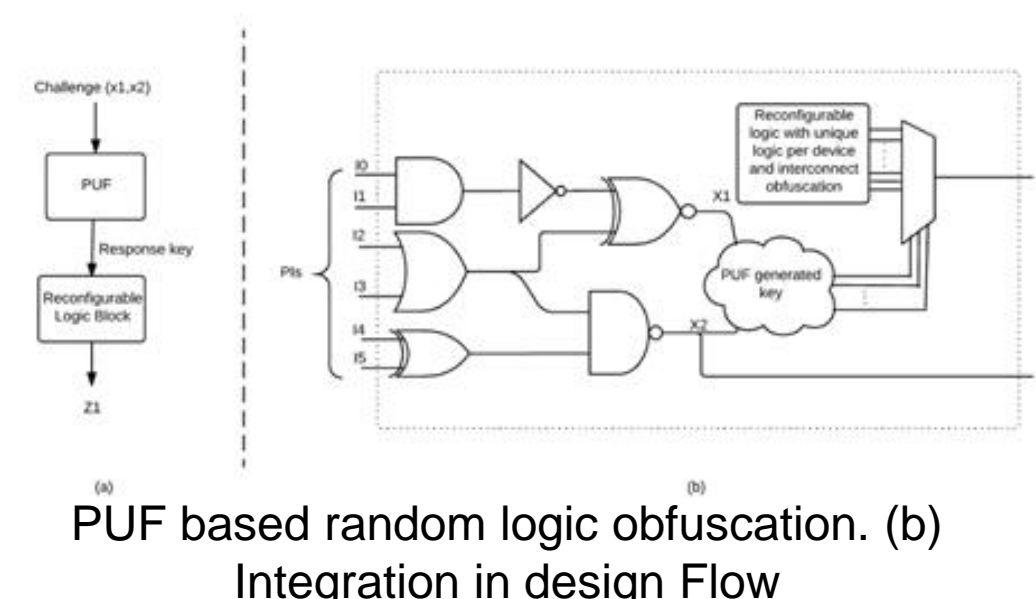 Challenge (x1,x2)
PUF
Response key
Reconfigurable
Logic Block
Z1
(a)
PIs
I0
I1
I2
I3
I4
I5
X1
X2
Reconfigurable
logic with unique
logic per device
and interconnect
obfuscation
PUF generated
key
(b)
PUF based random logic obfuscation. (b)
Integration in design Flow